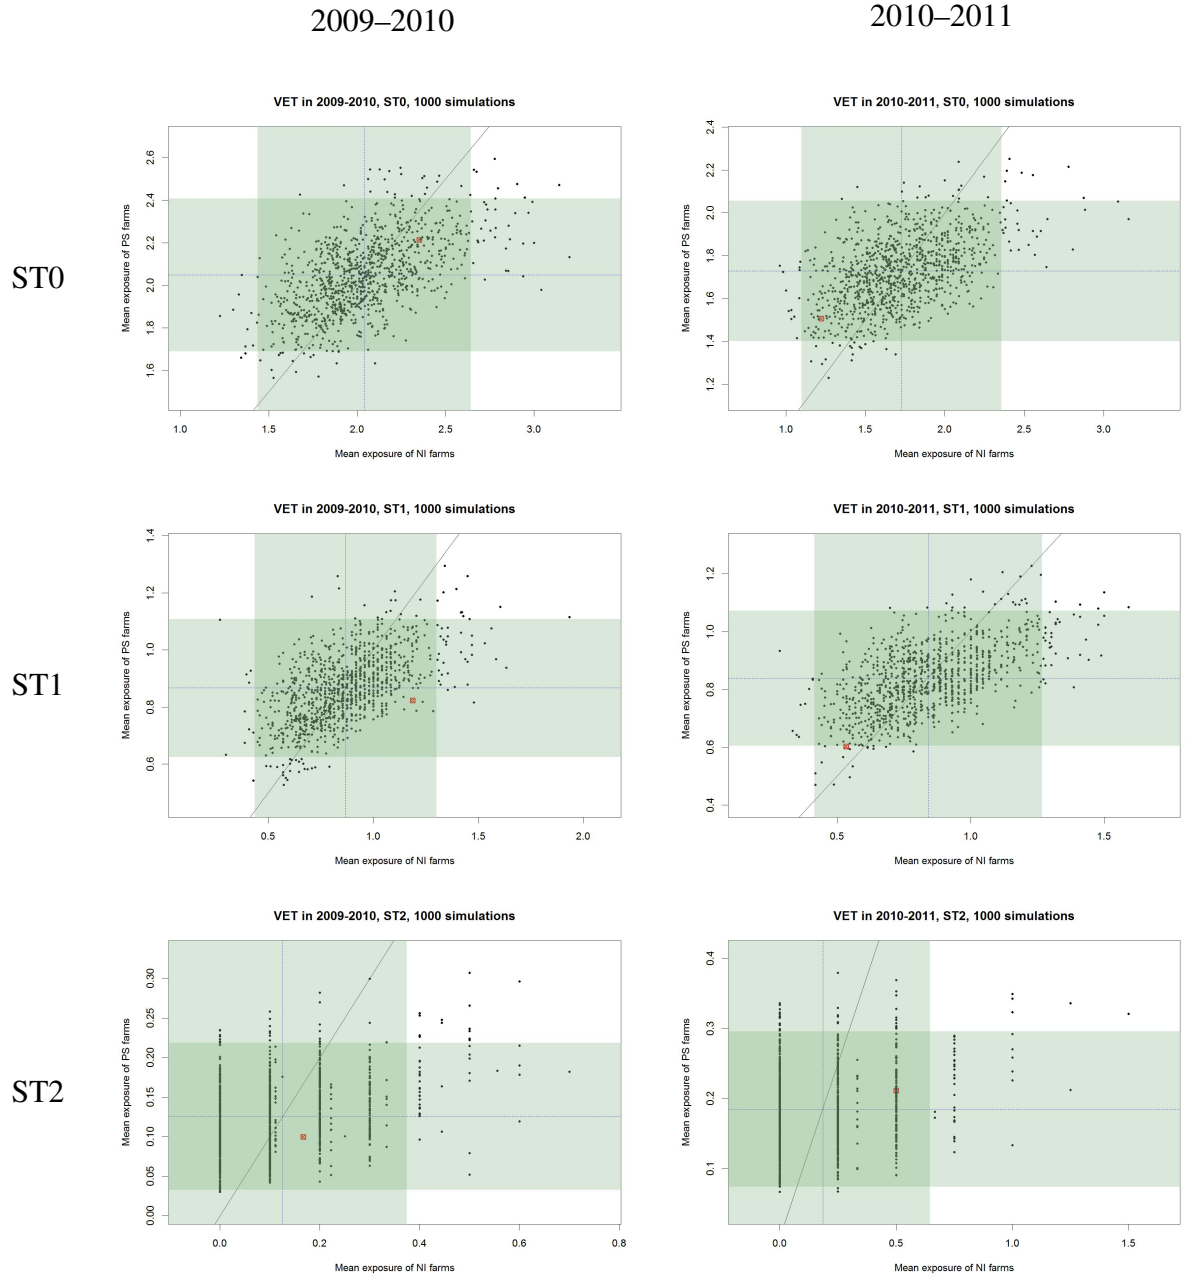 2009–2010
2010–2011
ST0
VET in 2009-2010, ST0, 1000 simulations
Mean exposure of PS farms
1.6
1.8
2.0
2.2
2.4
2.6
1.0 1.5 2.0 2.5 3.0
Mean exposure of NI farms
VET in 2010-2011, ST0, 1000 simulations
Mean exposure of PS farms
1.2
1.4
1.6
1.8
2.0
2.2
2.4
1.0 1.5 2.0 2.5 3.0
Mean exposure of NI farms
ST1
VET in 2009-2010, ST1, 1000 simulations
Mean exposure of PS farms
0.6
0.8
1.0
1.2
1.4
0.5 1.0 1.5 2.0
Mean exposure of NI farms
VET in 2010-2011, ST1, 1000 simulations
Mean exposure of PS farms
0.4
0.6
0.8
1.0
1.2
0.5 1.0 1.5
Mean exposure of NI farms
ST2
VET in 2009-2010, ST2, 1000 simulations
Mean exposure of PS farms
0.00
0.05
0.10
0.15
0.20
0.25
0.30
0.0 0.2 0.4 0.6 0.8
Mean exposure of NI farms
VET in 2010-2011, ST2, 1000 simulations
Mean exposure of PS farms
0.1
0.2
0.3
0.4
0.0 0.5 1.0 1.5
Mean exposure of NI farms